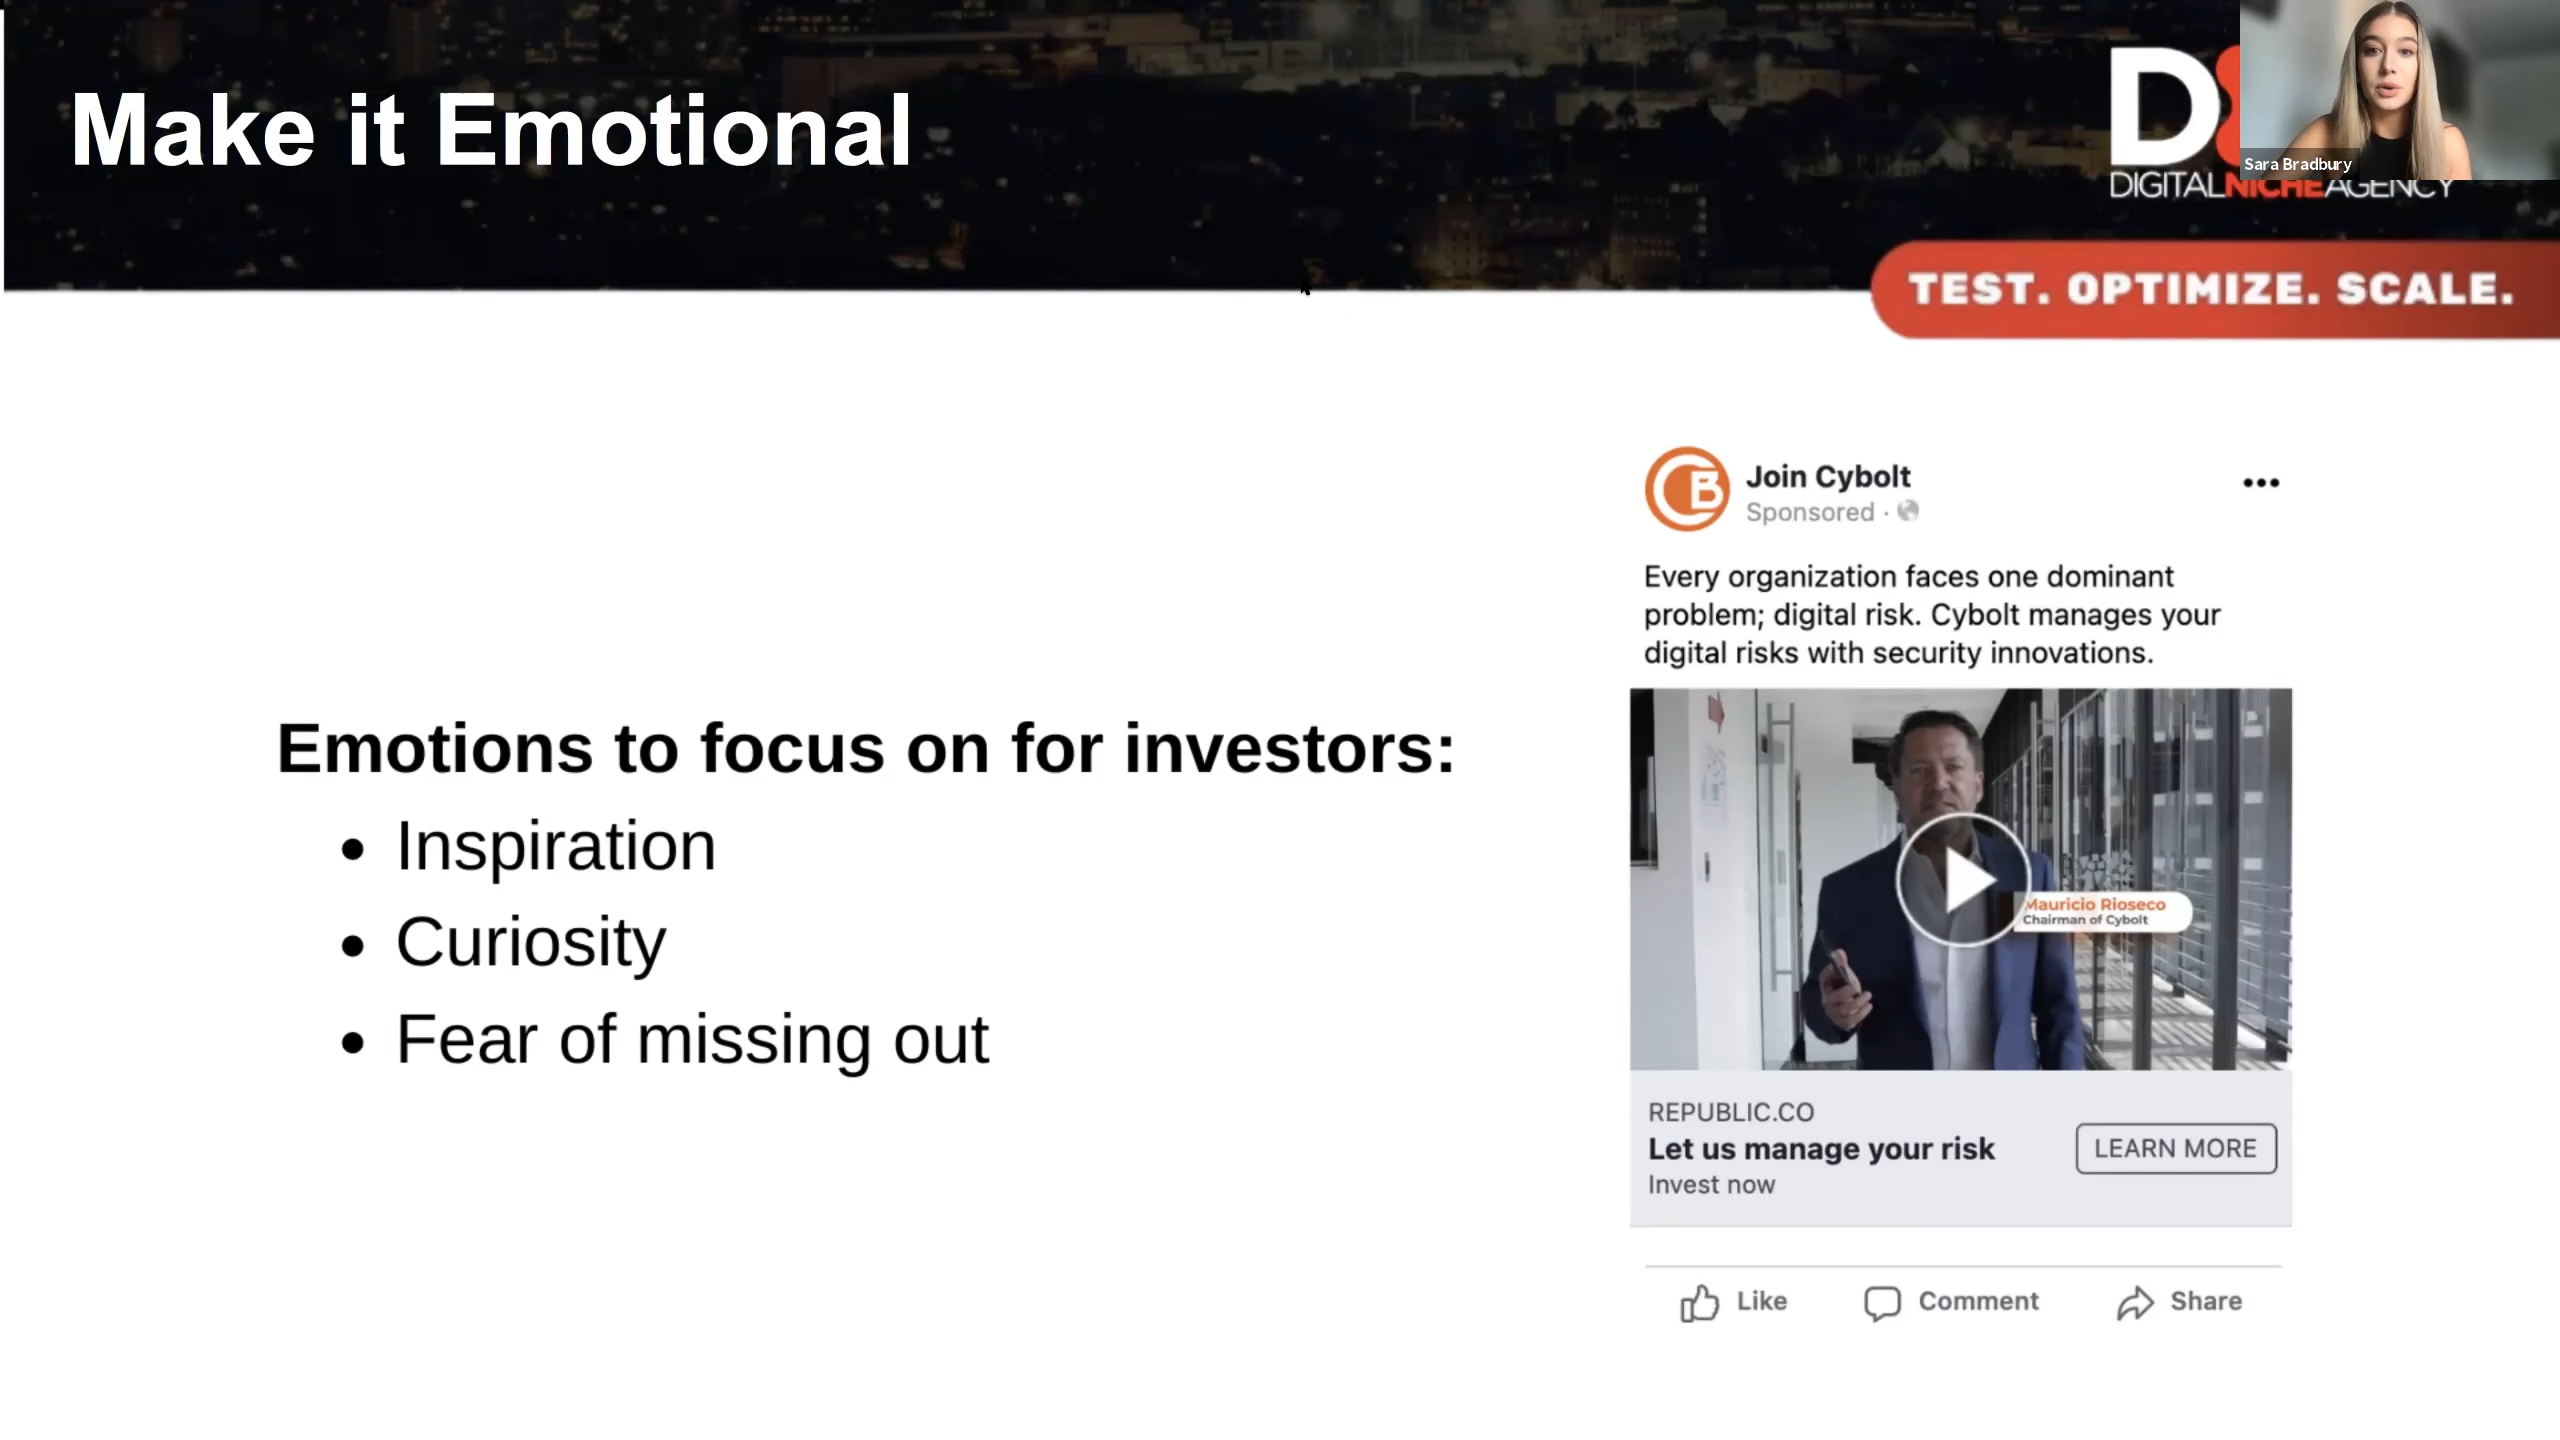 Make it Emotional
D
Sara Bradbury
DIGITALNICHEAGENCY
TEST. OPTIMIZE. SCALE.
Emotions to focus on for investors:
• Inspiration
• Curiosity
• Fear of missing out
CB
Join Cybolt
Sponsored ·
Every organization faces one dominant
problem; digital risk. Cybolt manages your
digital risks with security innovations.
Mauricio Rioseco
Chairman of Cybolt
REPUBLIC.CO
Let us manage your risk
Invest now
LEARN MORE
Like
Comment
Share